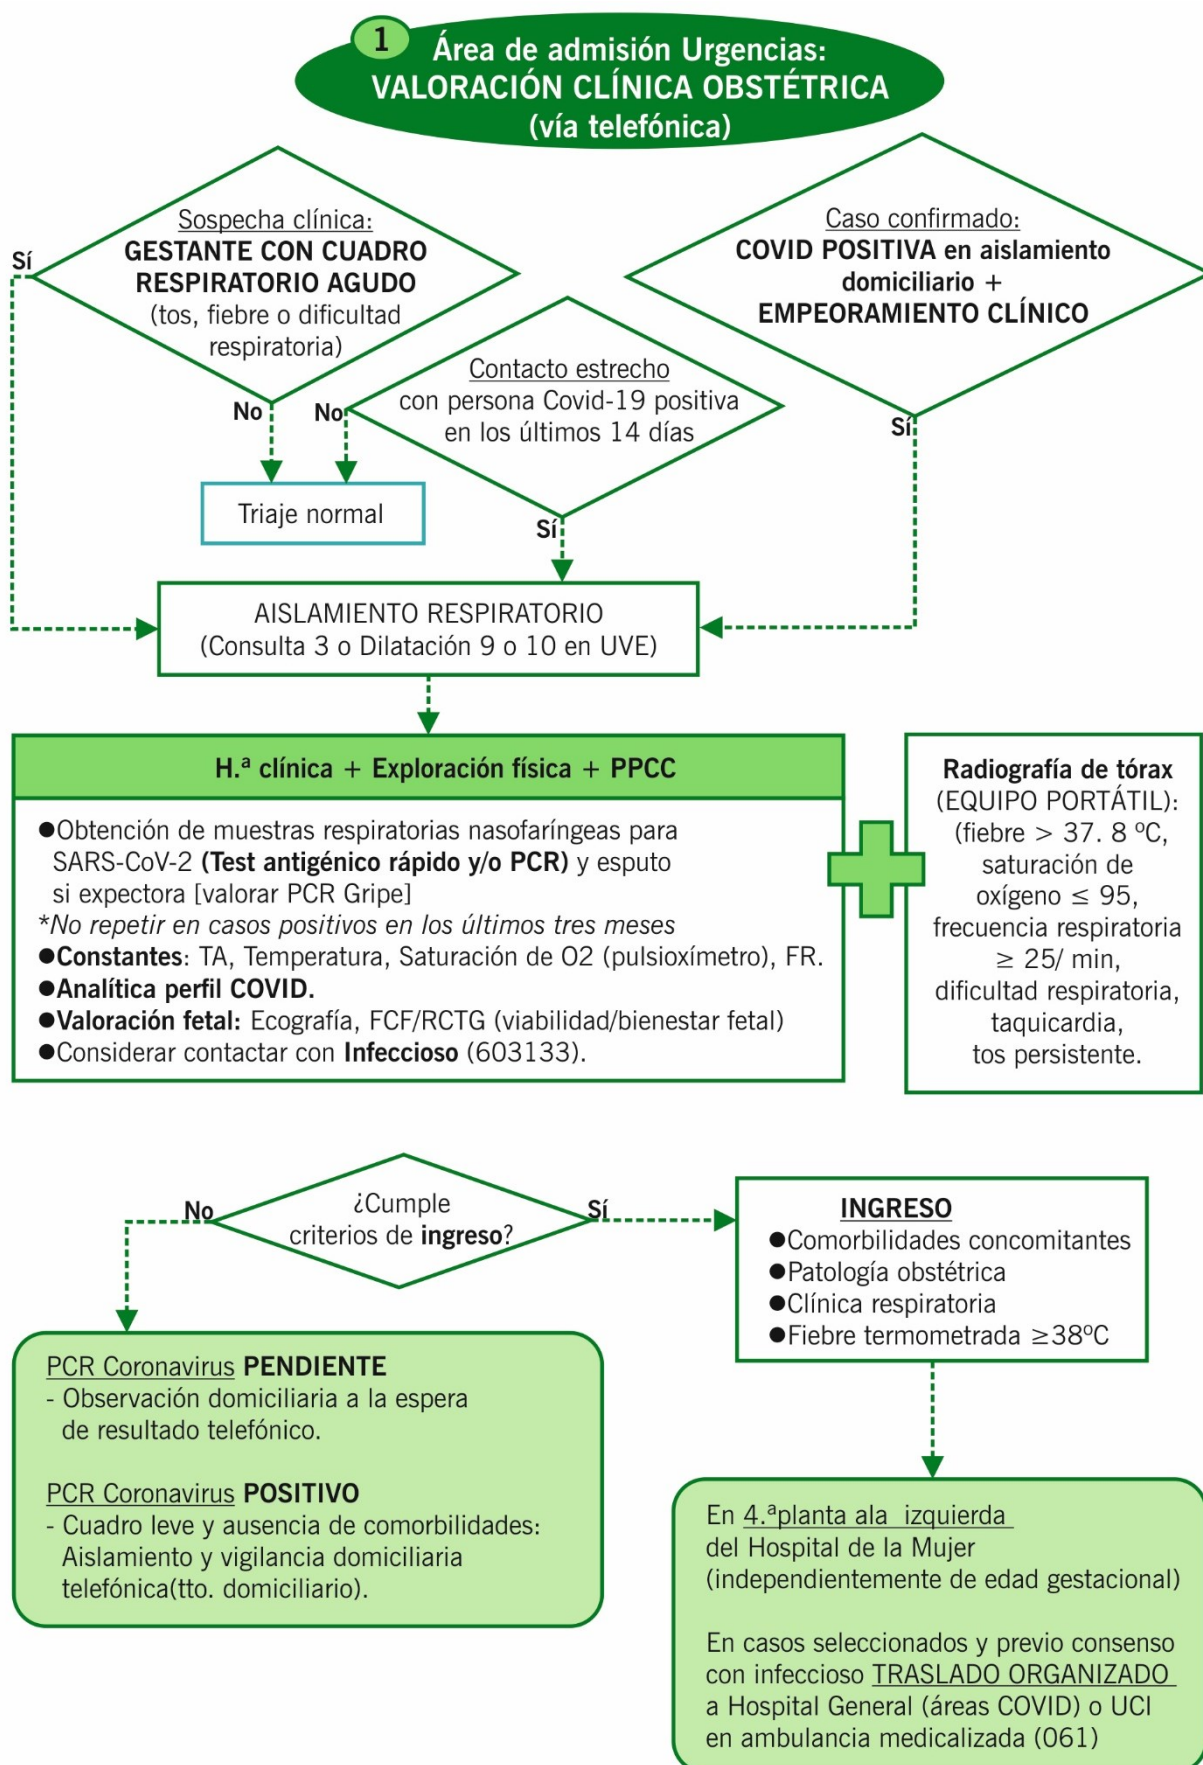 1
Área de admisión Urgencias:
VALORACIÓN CLÍNICA OBSTÉTRICA
(vía telefónica)
Sospecha clínica:
GESTANTE CON CUADRO
RESPIRATORIO AGUDO
(tos, fiebre o dificultad
respiratoria)
Sí
No
Contacto estrecho
con persona Covid-19 positiva
en los últimos 14 días
No
Sí
Caso confirmado:
COVID POSITIVA en aislamiento
domiciliario +
EMPEORAMIENTO CLÍNICO
Sí
Triaje normal
AISLAMIENTO RESPIRATORIO
(Consulta 3 o Dilatación 9 o 10 en UVE)
H.ª clínica + Exploración física + PPCC
●Obtención de muestras respiratorias nasofaríngeas para
SARS-CoV-2 (Test antigénico rápido y/o PCR) y esputo
si expectora [valorar PCR Gripe]
*No repetir en casos positivos en los últimos tres meses
●Constantes: TA, Temperatura, Saturación de O2 (pulsioxímetro), FR.
●Analítica perfil COVID.
●Valoración fetal: Ecografía, FCF/RCTG (viabilidad/bienestar fetal)
●Considerar contactar con Infeccioso (603133).
Radiografía de tórax
(EQUIPO PORTÁTIL):
(fiebre > 37. 8 ºC,
saturación de
oxígeno ≤ 95,
frecuencia respiratoria
≥ 25/ min,
dificultad respiratoria,
taquicardia,
tos persistente.
¿Cumple
criterios de ingreso?
No
Sí
INGRESO
●Comorbilidades concomitantes
●Patología obstétrica
●Clínica respiratoria
●Fiebre termometrada ≥38ºC
PCR Coronavirus PENDIENTE
- Observación domiciliaria a la espera
de resultado telefónico.
PCR Coronavirus POSITIVO
- Cuadro leve y ausencia de comorbilidades:
Aislamiento y vigilancia domiciliaria
telefónica(tto. domiciliario).
En 4.ªplanta ala izquierda
del Hospital de la Mujer
(independientemente de edad gestacional)
En casos seleccionados y previo consenso
con infeccioso TRASLADO ORGANIZADO
a Hospital General (áreas COVID) o UCI
en ambulancia medicalizada (061)